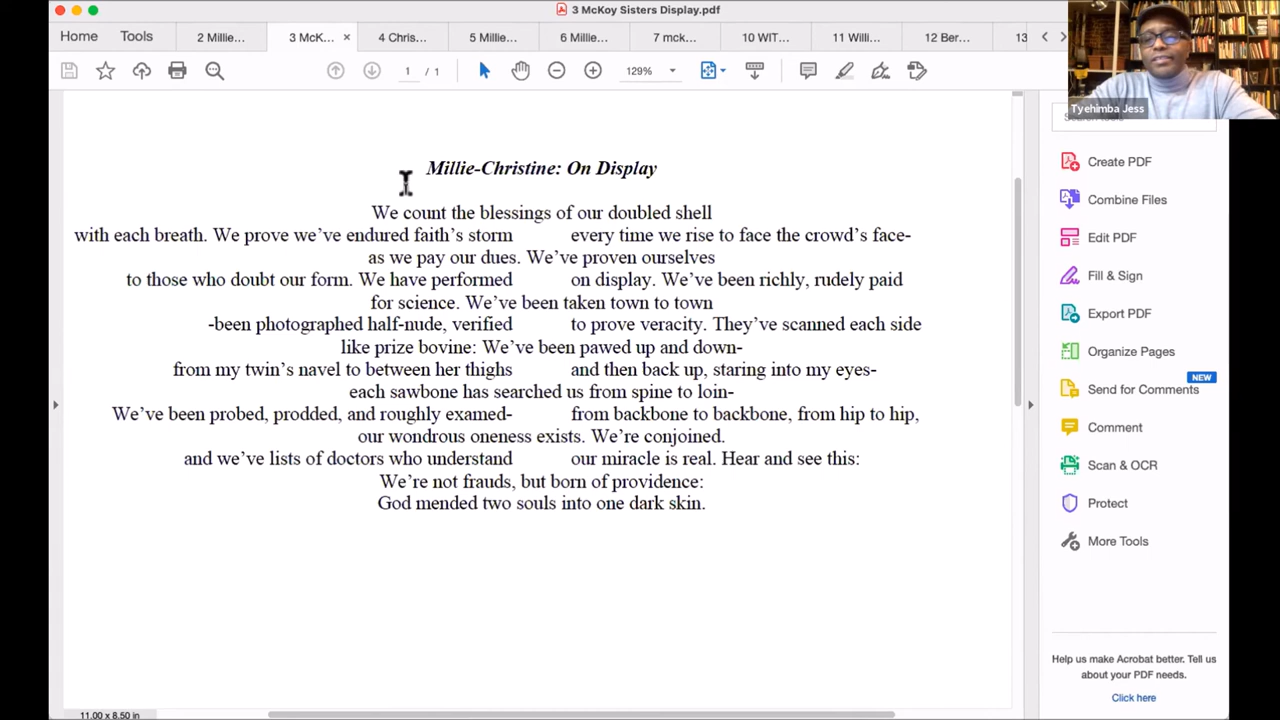 3 McKoy Sisters Display.pdf
Home Tools 2 Millie... 3 McK... × 4 Chris... 5 Millie... 6 Millie... 7 mck... 10 WIT... 11 Willi... 12 Ber... 13
1 / 1 129%
Tyehimba Jess
Millie-Christine: On Display
We count the blessings of our doubled shell
with each breath. We prove we've endured faith's storm every time we rise to face the crowd's face-
as we pay our dues. We've proven ourselves
to those who doubt our form. We have performed on display. We've been richly, rudely paid
for science. We've been taken town to town
-been photographed half-nude, verified to prove veracity. They've scanned each side
like prize bovine: We've been pawed up and down-
from my twin's navel to between her thighs and then back up, staring into my eyes-
each sawbone has searched us from spine to loin-
We've been probed, prodded, and roughly examed- from backbone to backbone, from hip to hip,
our wondrous oneness exists. We're conjoined.
and we've lists of doctors who understand our miracle is real. Hear and see this:
We're not frauds, but born of providence:
God mended two souls into one dark skin.
11.00 x 8.50 in
Create PDF
Combine Files
Edit PDF
Fill & Sign
Export PDF
Organize Pages
NEW
Send for Comments
Comment
Scan & OCR
Protect
More Tools
Help us make Acrobat better. Tell us
about your PDF needs.
Click here